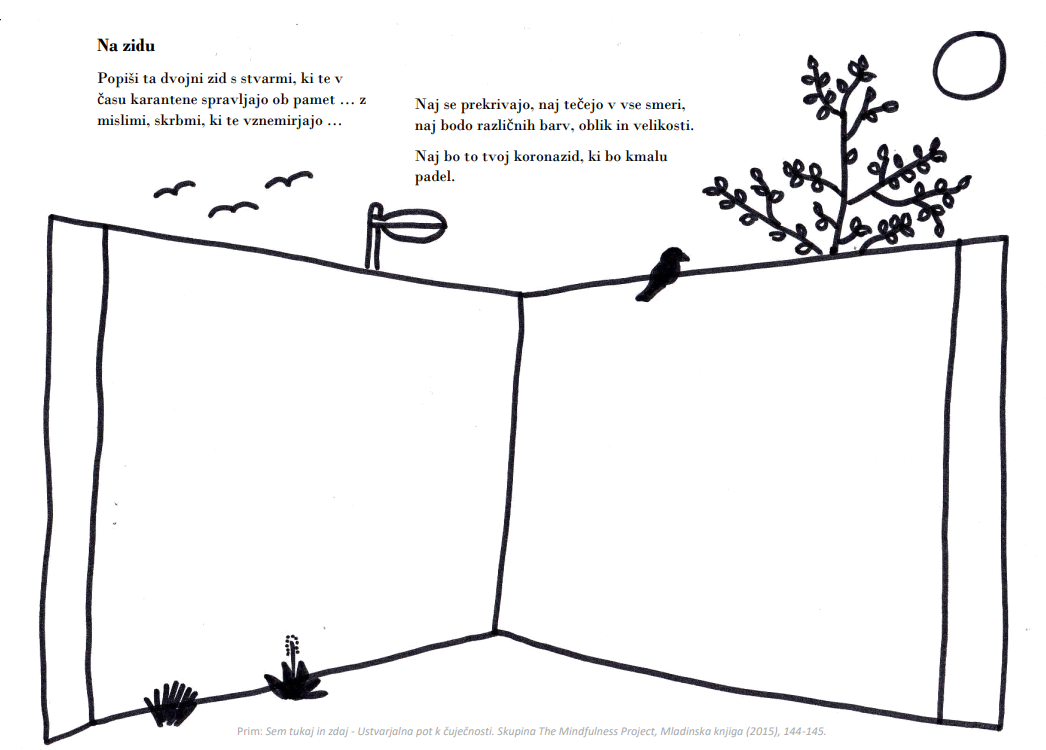 Na zidu
Popiši ta dvojni zid s stvarmi, ki te v
času karantene spravljajo ob pamet … z
mislimi, skrbmi, ki te vznemirjajo …
Naj se prekrivajo, naj tečejo v vse smeri,
naj bodo različnih barv, oblik in velikosti.
Naj bo to tvoj koronazid, ki bo kmalu
padel.
Prim: Sem tukaj in zdaj - Ustvarjalna pot k čuječnosti. Skupina The Mindfulness Project, Mladinska knjiga (2015), 144-145.